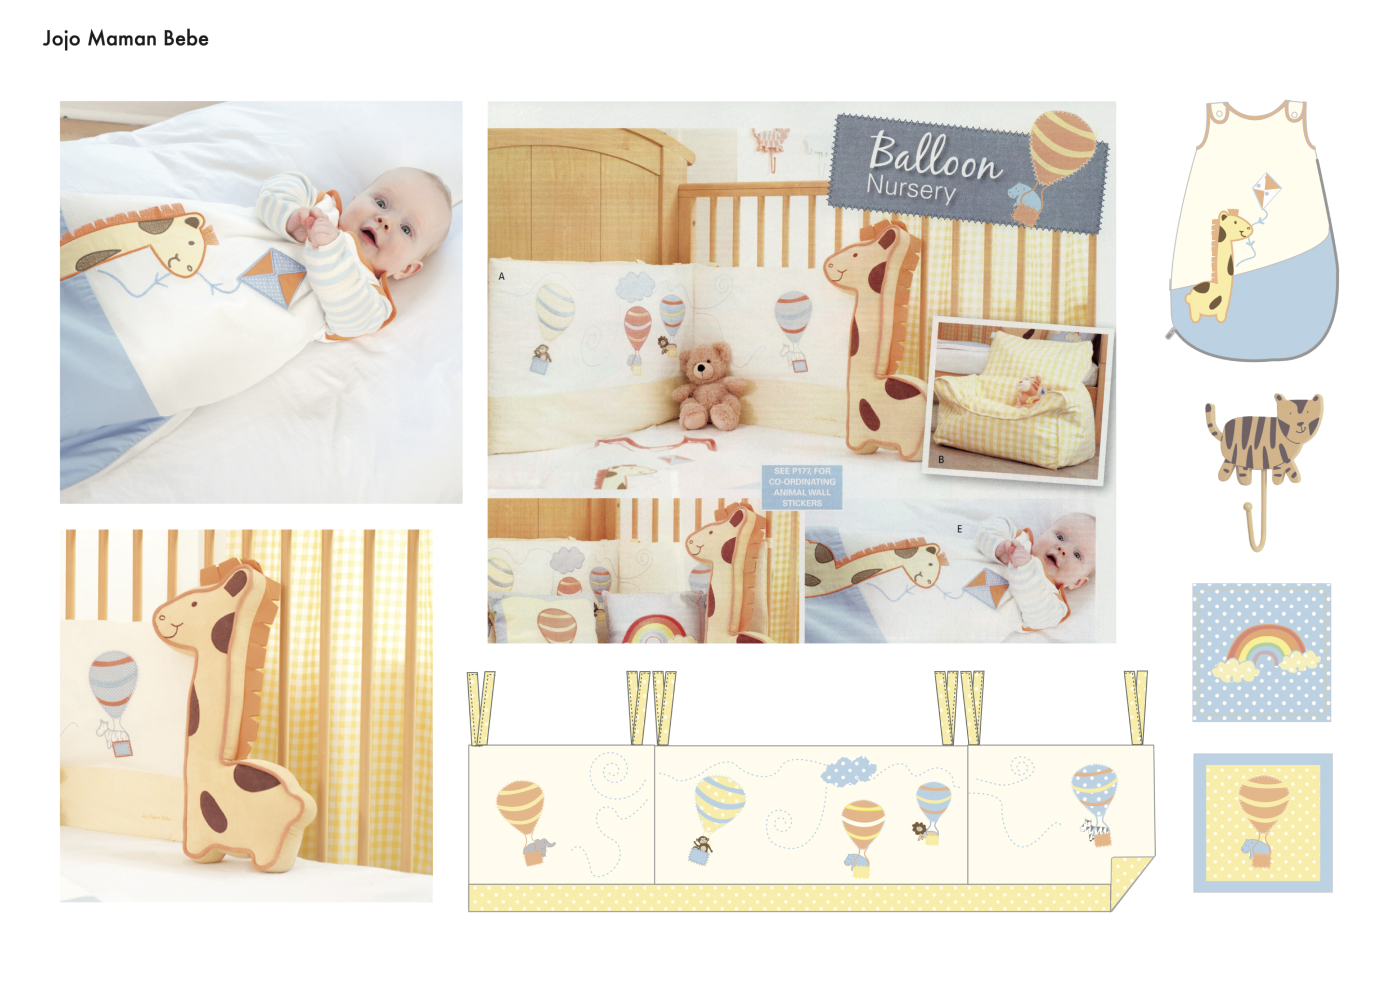 Jojo Maman Bebe
Balloon
Nursery
A
B
SEE P177, FOR
CO-ORDINATING
ANIMAL WALL
STICKERS
E